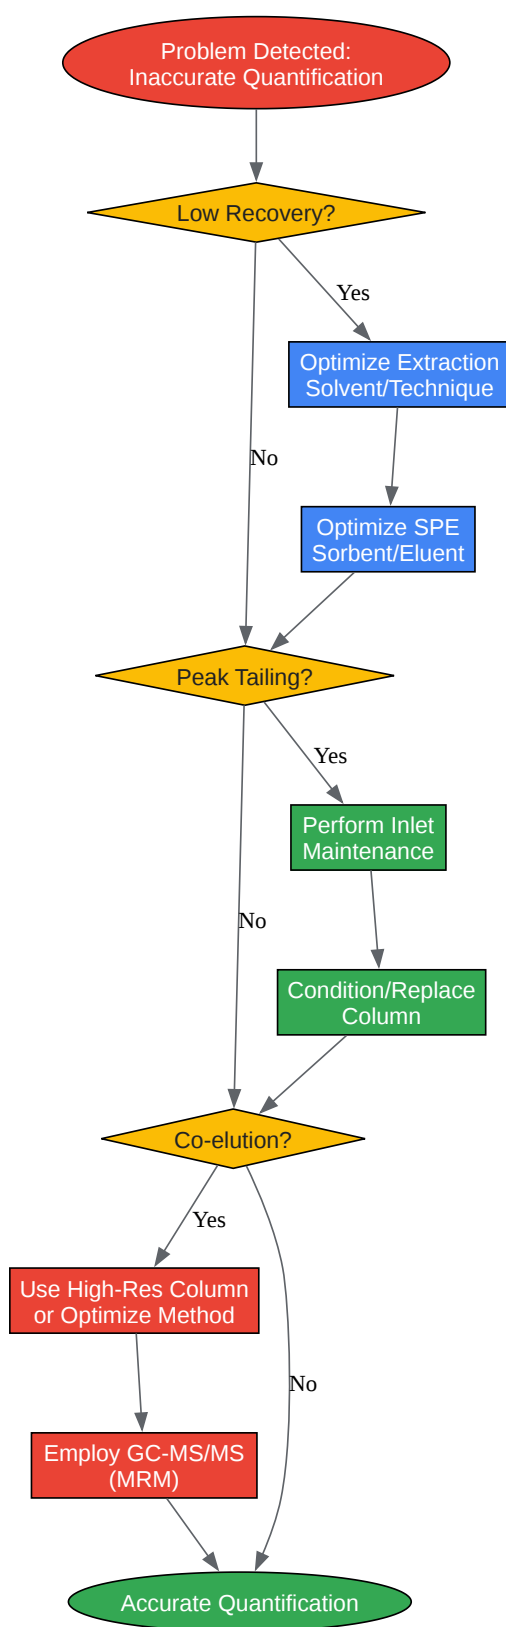 Problem Detected:
Inaccurate Quantification
Low Recovery?
Yes
Optimize Extraction
Solvent/Technique
No
Optimize SPE
Sorbent/Eluent
Peak Tailing?
Yes
Perform Inlet
Maintenance
No
Condition/Replace
Column
Co-elution?
Yes
Use High-Res Column
or Optimize Method
No
Employ GC-MS/MS
(MRM)
Accurate Quantification